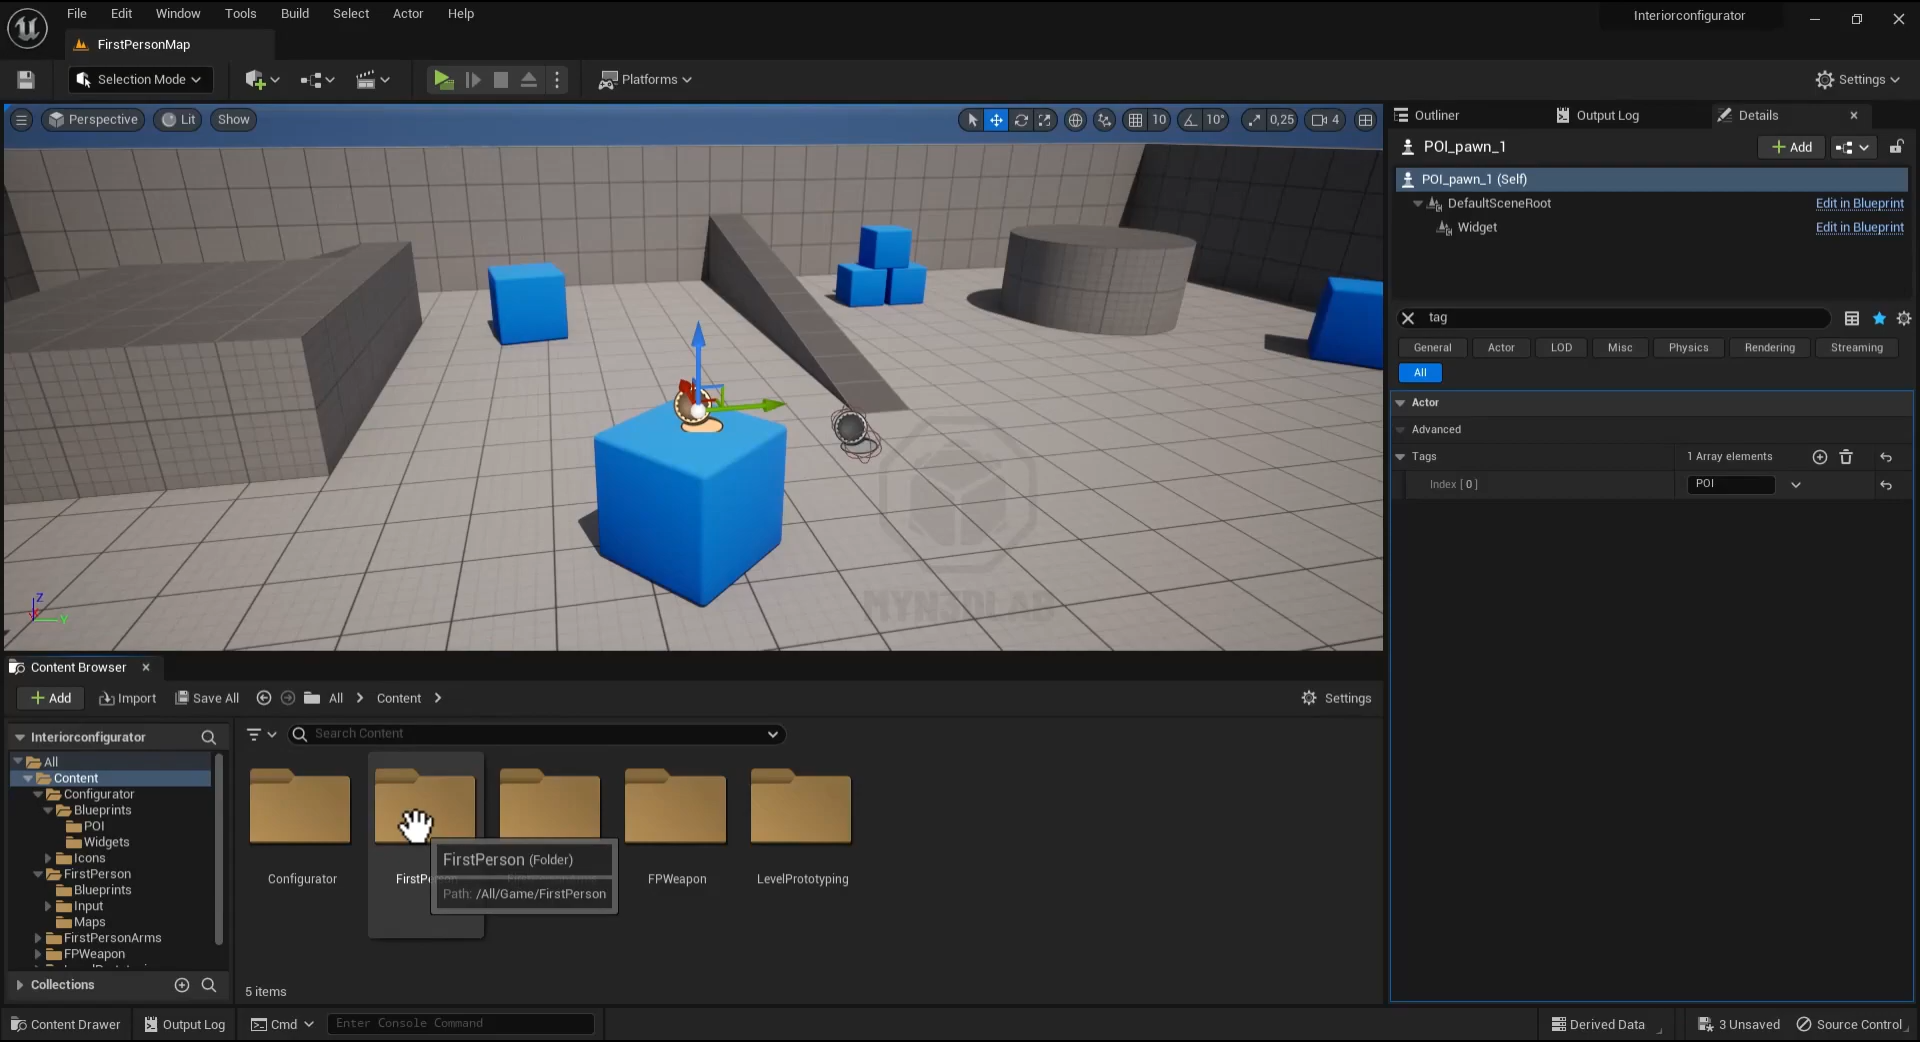 File Edit Window Tools Build Select Actor Help
Interiorconfigurator
FirstPersonMap
Selection Mode
Platforms
Settings
Perspective
Lit
Show
10
10°
0,25
4
MYN3DLAB
Outliner
Output Log
Details
POI_pawn_1
Add
POI_pawn_1 (Self)
DefaultSceneRoot
Edit in Blueprint
Widget
Edit in Blueprint
tag
General Actor LOD Misc Physics Rendering Streaming
All
Actor
Advanced
Tags
1 Array elements
Index [ 0 ]
POI
Content Browser
Add
Import
Save All
All
Content
Settings
Interiorconfigurator
All
Content
Configurator
Blueprints
POI
Widgets
Icons
FirstPerson
Blueprints
Input
Maps
FirstPersonArms
FPWeapon
Collections
Search Content
Configurator
FirstPe
FPWeapon
LevelPrototyping
FirstPerson (Folder)
Path: /All/Game/FirstPerson
5 items
Content Drawer
Output Log
Cmd
Enter Console Command
Derived Data
3 Unsaved
Source Control